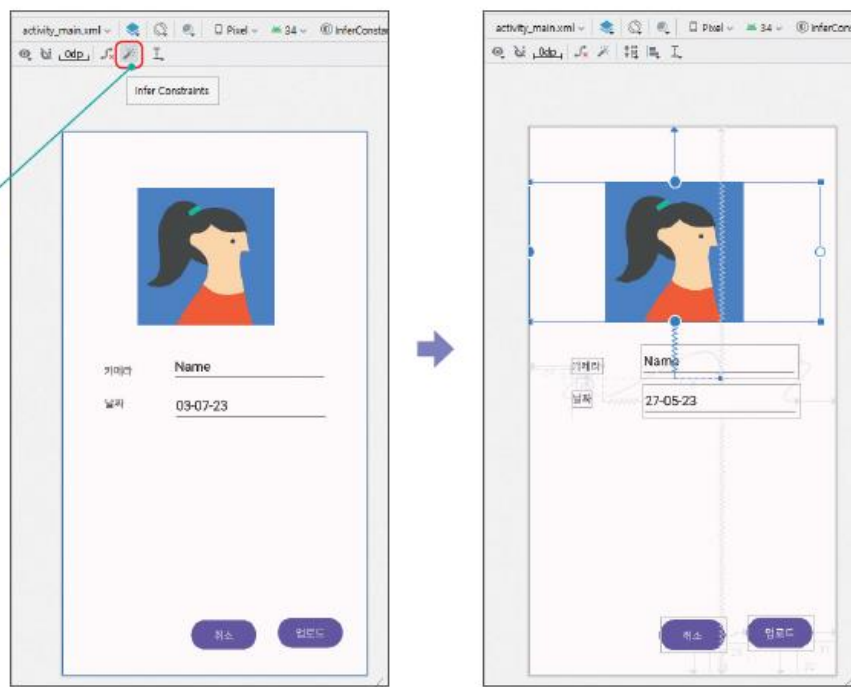 activity_main.xml
Pixel
34
InferConstai
0dp
Infer Constraints
카메라
Name
날짜
03-07-23
취소
업로드
activity_main.xml
Pixel
34
InferCons
0dp
카메라
Name
날짜
27-05-23
취소
업로드